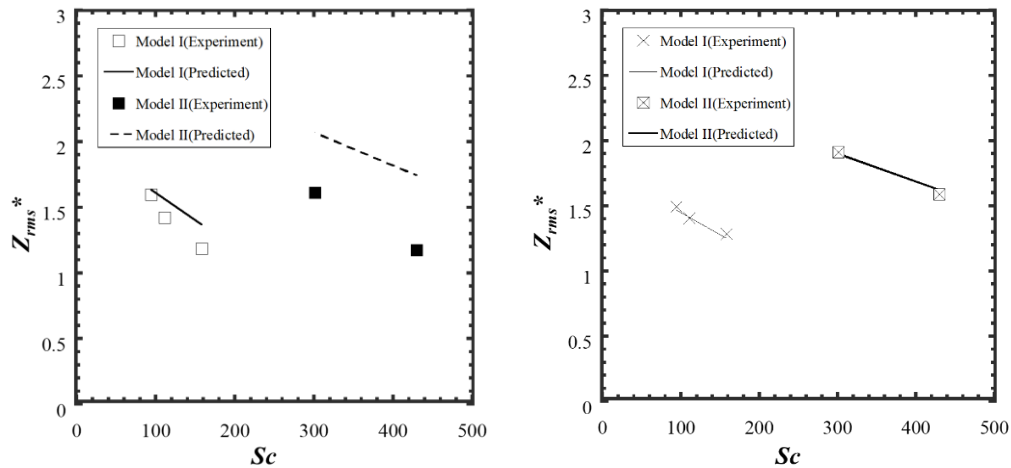 3
2.5
2
1.5
1
0.5
0
Z_rms*
Model I(Experiment)
Model I(Predicted)
Model II(Experiment)
Model II(Predicted)
0 100 200 300 400 500
Sc
3
2.5
2
1.5
1
0.5
0
Z_rms*
Model I(Experiment)
Model I(Predicted)
Model II(Experiment)
Model II(Predicted)
0 100 200 300 400 500
Sc